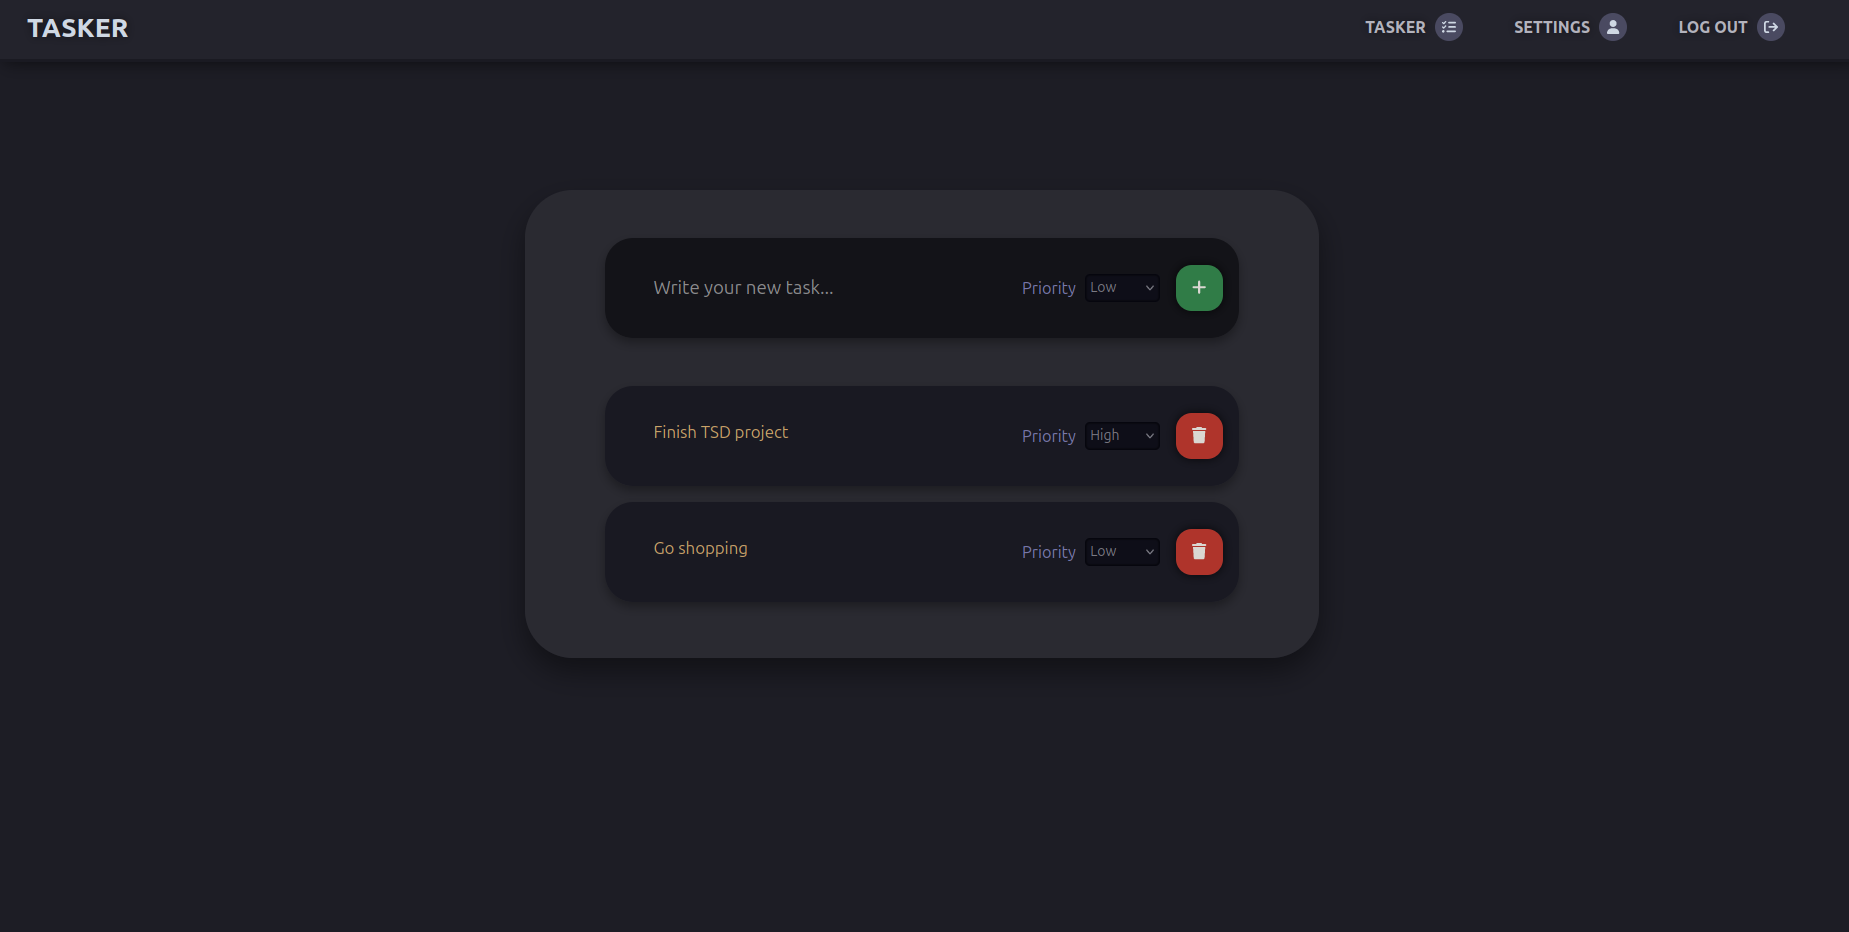 TASKER
TASKER SETTINGS LOG OUT
Write your new task... Priority Low
Finish TSD project Priority High
Go shopping Priority Low